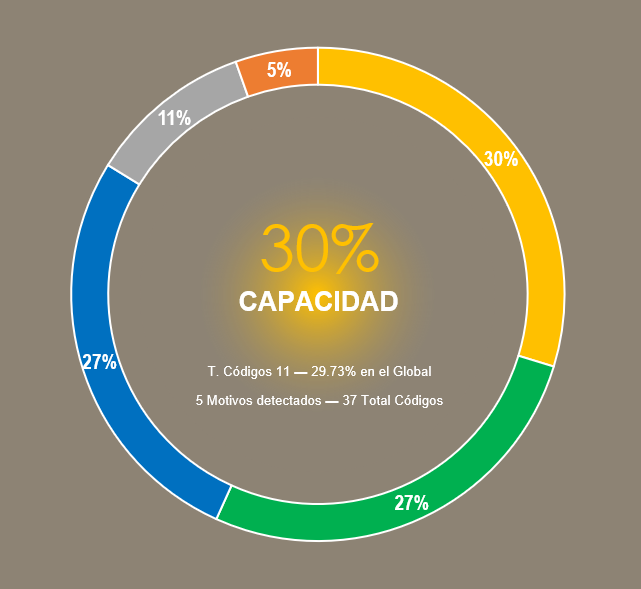 5%
11%
30%
30%
CAPACIDAD
27%
T. Códigos 11 — 29.73% en el Global
5 Motivos detectados — 37 Total Códigos
27%